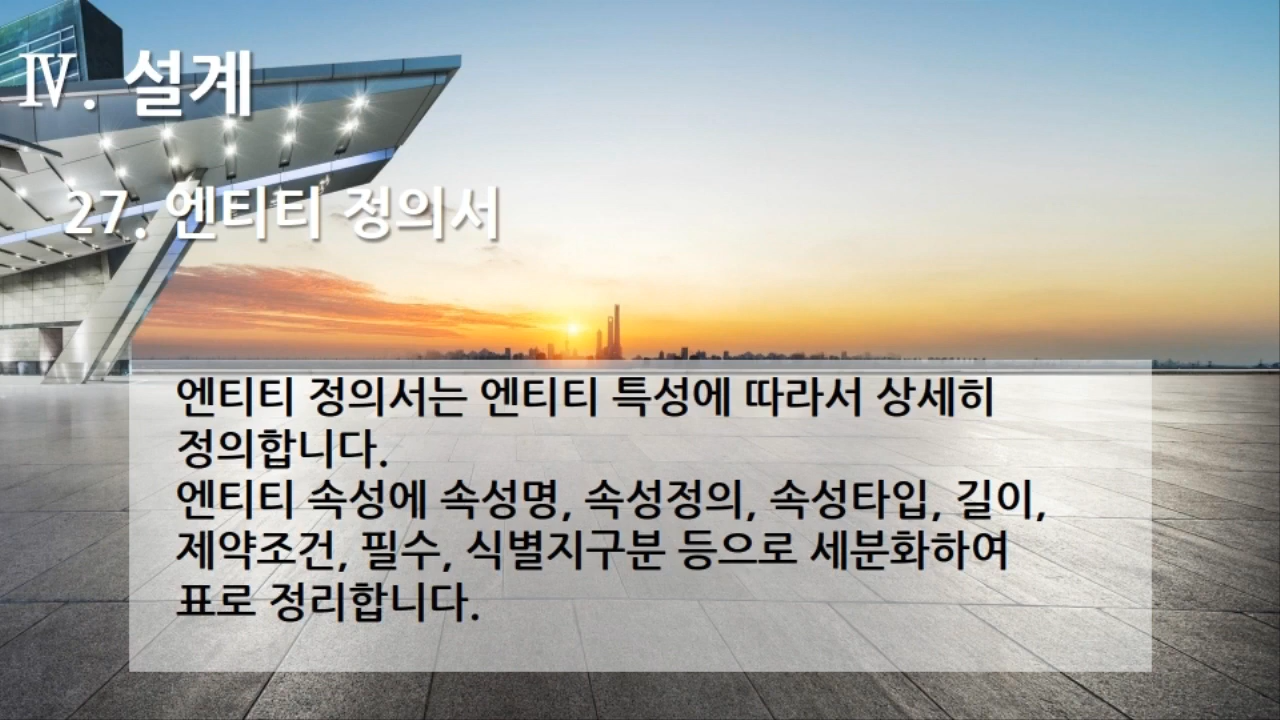 Ⅳ. 설계
27. 엔티티 정의서
엔티티 정의서는 엔티티 특성에 따라서 상세히
정의합니다.
엔티티 속성에 속성명, 속성정의, 속성타입, 길이,
제약조건, 필수, 식별지구분 등으로 세분화하여
표로 정리합니다.